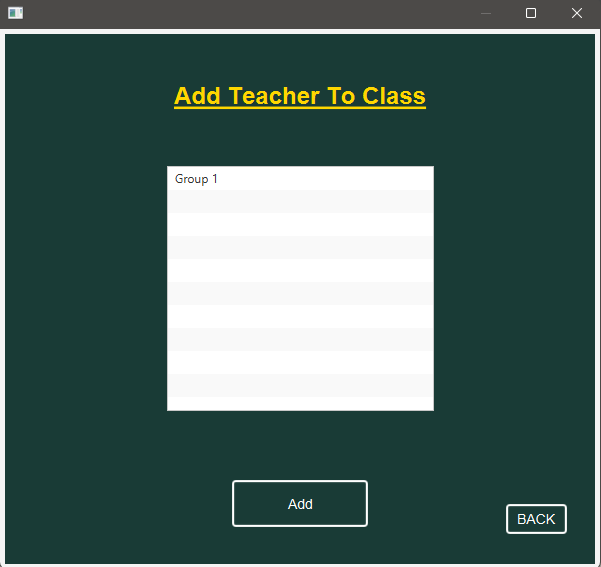 Add Teacher To Class
Group 1
Add
BACK